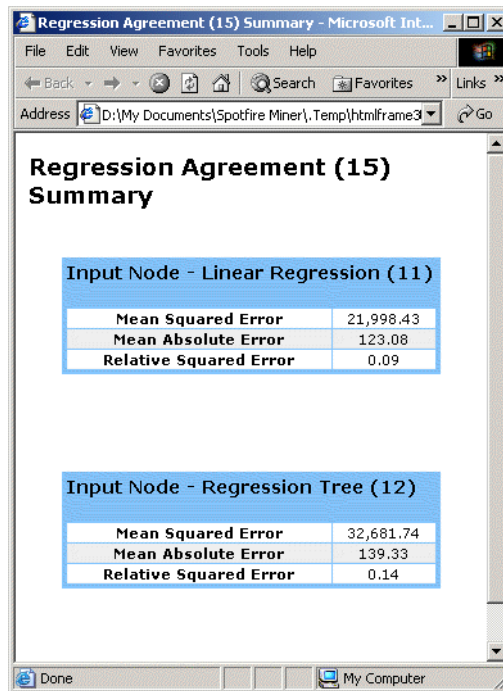 Regression Agreement (15) Summary - Microsoft Int...
File Edit View Favorites Tools Help
Back Search Favorites » Links »
Address D:\My Documents\Spotfire Miner\.Temp\htmlframe3 Go
Regression Agreement (15)
Summary
Input Node - Linear Regression (11)
Mean Squared Error 21,998.43
Mean Absolute Error 123.08
Relative Squared Error 0.09
Input Node - Regression Tree (12)
Mean Squared Error 32,681.74
Mean Absolute Error 139.33
Relative Squared Error 0.14
Done My Computer